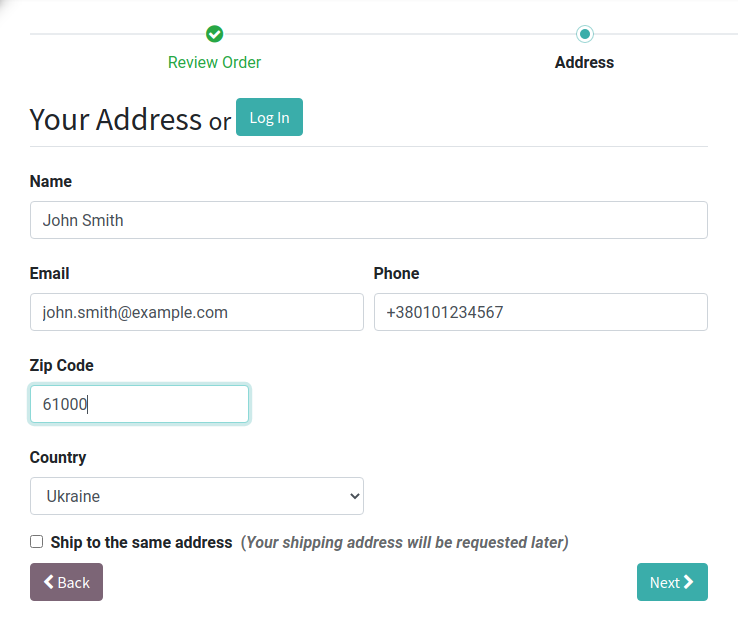 Review Order Address
Your Address or Log In
Name
John Smith
Email Phone
john.smith@example.com +380101234567
Zip Code
61000
Country
Ukraine
Ship to the same address (Your shipping address will be requested later)
Back Next